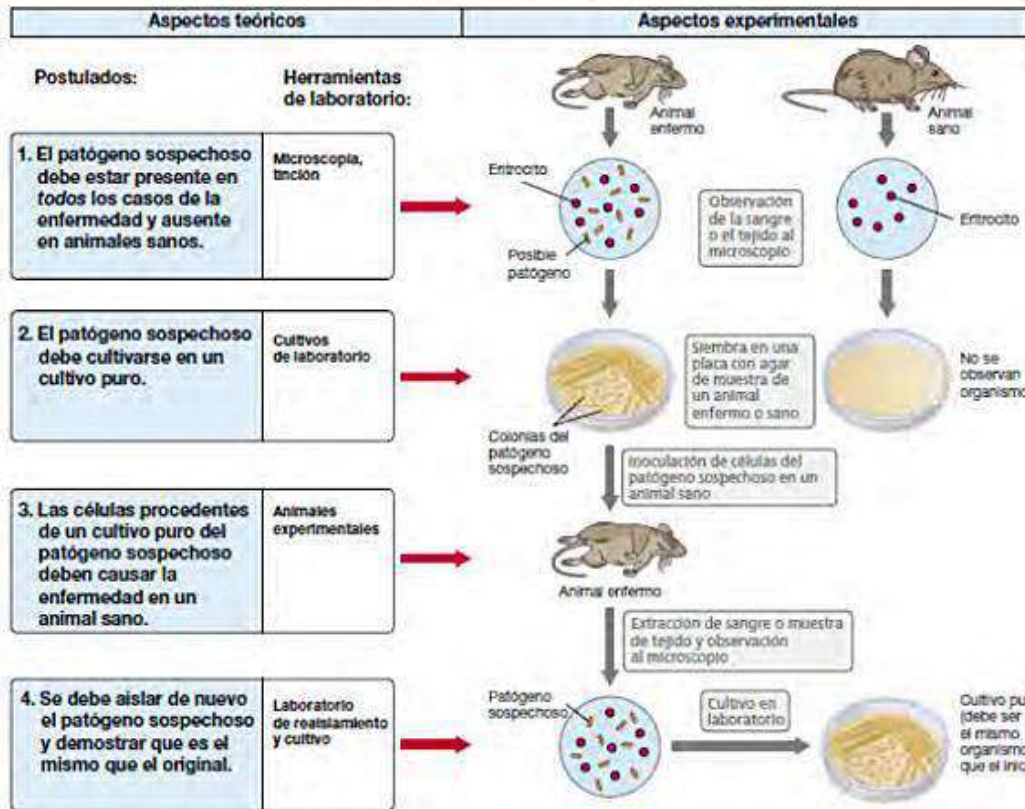 Aspectos teóricos
Aspectos experimentales
Postulados:
Herramientas
de laboratorio:
Animal
enfermo
Animal
sano
1. El patógeno sospechoso
debe estar presente en
todos los casos de la
enfermedad y ausente
en animales sanos.
Microscopía,
tinción
Eritrocito
Posible
patógeno
Observación
de la sangre
o el tejido al
microscopio
Eritrocito
2. El patógeno sospechoso
debe cultivarse en un
cultivo puro.
Cultivos
de laboratorio
Colonias del
patógeno
sospechoso
Siembra en una
placa con agar
de muestra de
un animal
enfermo o sano
No se
observan
organismo
Inoculación de células del
patógeno sospechoso en un
animal sano
3. Las células procedentes
de un cultivo puro del
patógeno sospechoso
deben causar la
enfermedad en un
animal sano.
Animales
experimentales
Animal enfermo
Extracción de sangre o muestra
de tejido y observación
al microscopio
4. Se debe aislar de nuevo
el patógeno sospechoso
y demostrar que es el
mismo que el original.
Laboratorio
de reaislamiento
y cultivo
Patógeno
sospechoso
Cultivo en
laboratorio
Cultivo pu
(debe ser
el mismo
organismo
que el inic